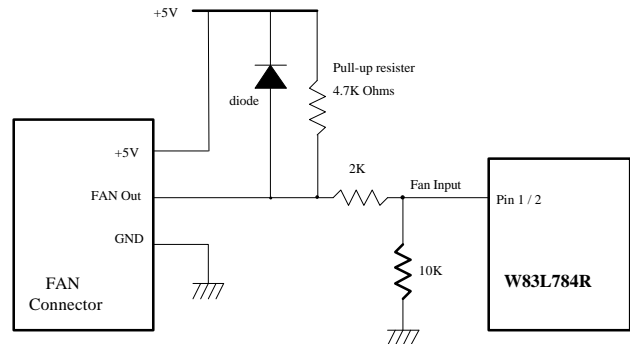 +5V
Pull-up resister
4.7K Ohms
diode
+5V
2K
Fan Input
FAN Out
Pin 1 / 2
GND
10K
W83L784R
FAN
Connector